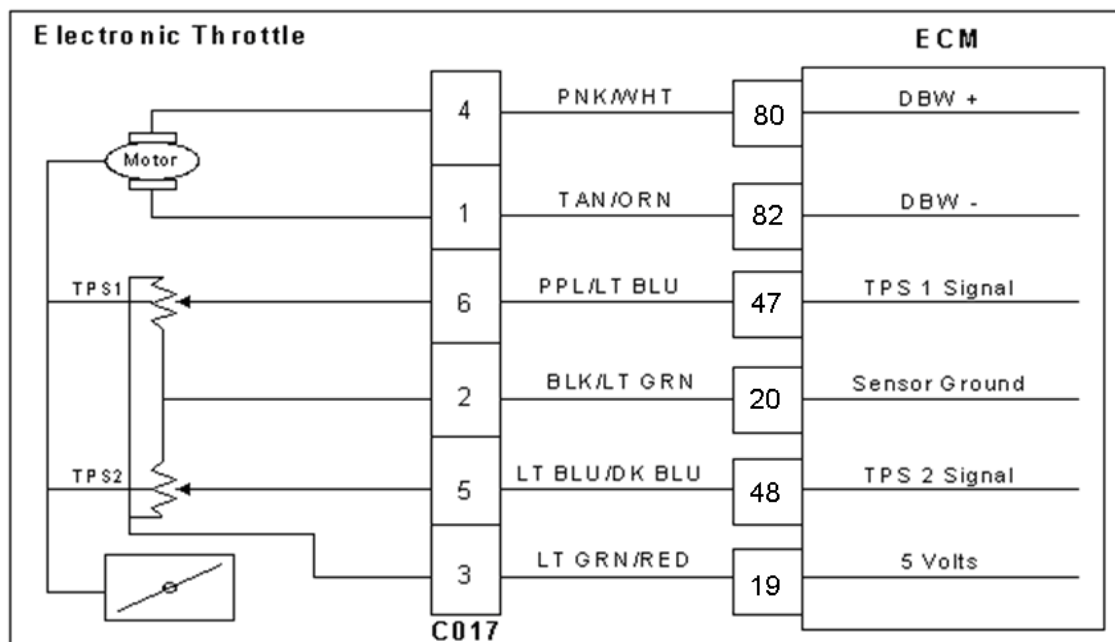 Electronic Throttle
ECM
4 PNK/WHT 80 DBW +
Motor
1 TAN/ORN 82 DBW -
TPS1 6 PPL/LT BLU 47 TPS 1 Signal
2 BLK/LT GRN 20 Sensor Ground
TPS2 5 LT BLU/DK BLU 48 TPS 2 Signal
3 LT GRN/RED 19 5 Volts
C017